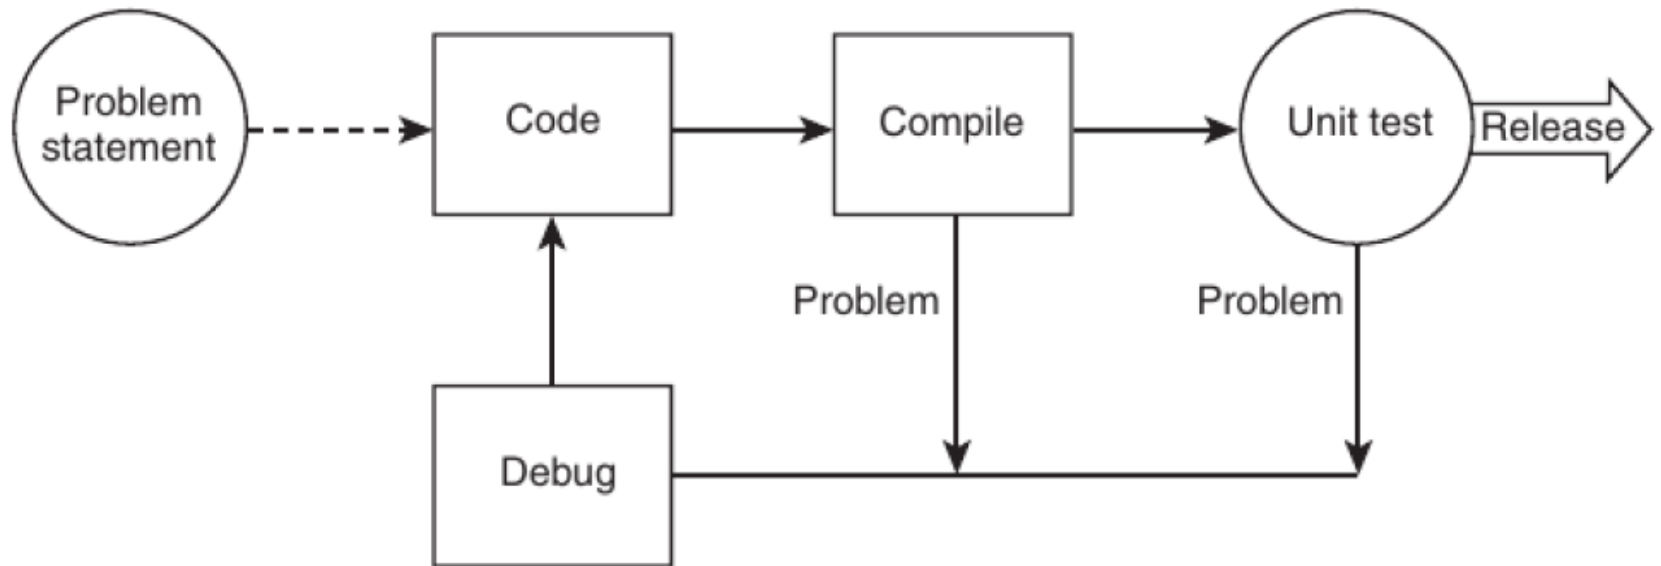 Problem
statement
Code
Compile
Unit test
Release
Problem
Problem
Debug